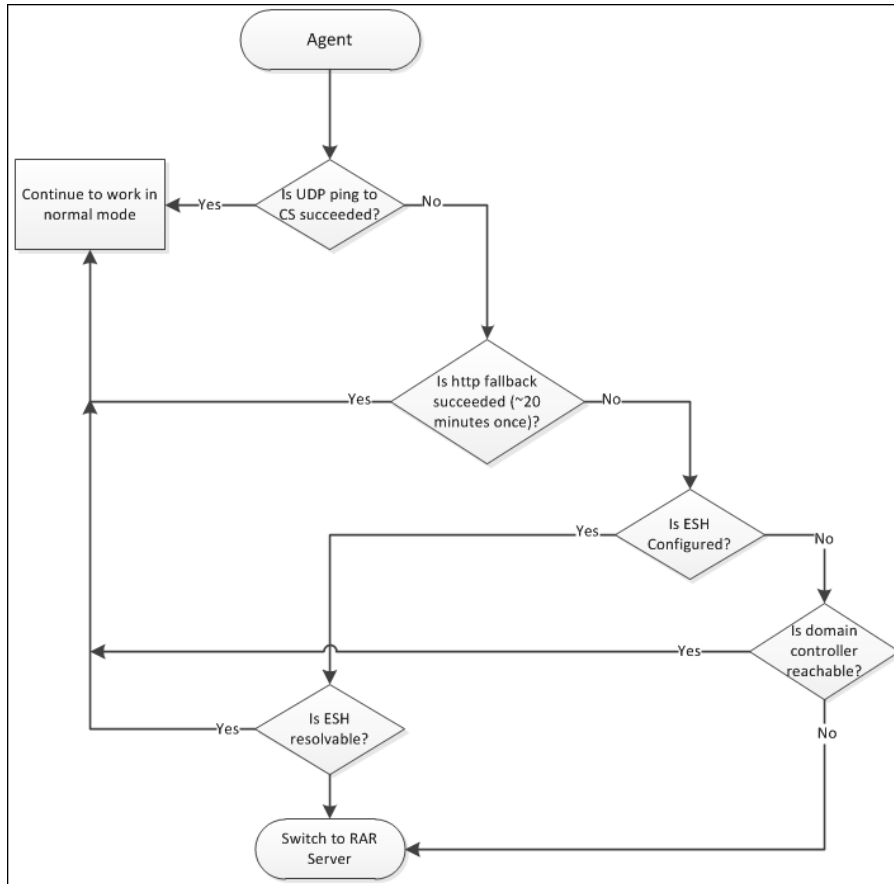 Agent
Continue to work in
normal mode
Yes
Is UDP ping to
CS succeeded?
No
Yes
Is http fallback
succeeded (~20
minutes once)?
No
Yes
Is ESH
Configured?
No
Yes
Is domain
controller
reachable?
Yes
Is ESH
resolvable?
No
Switch to RAR
Server